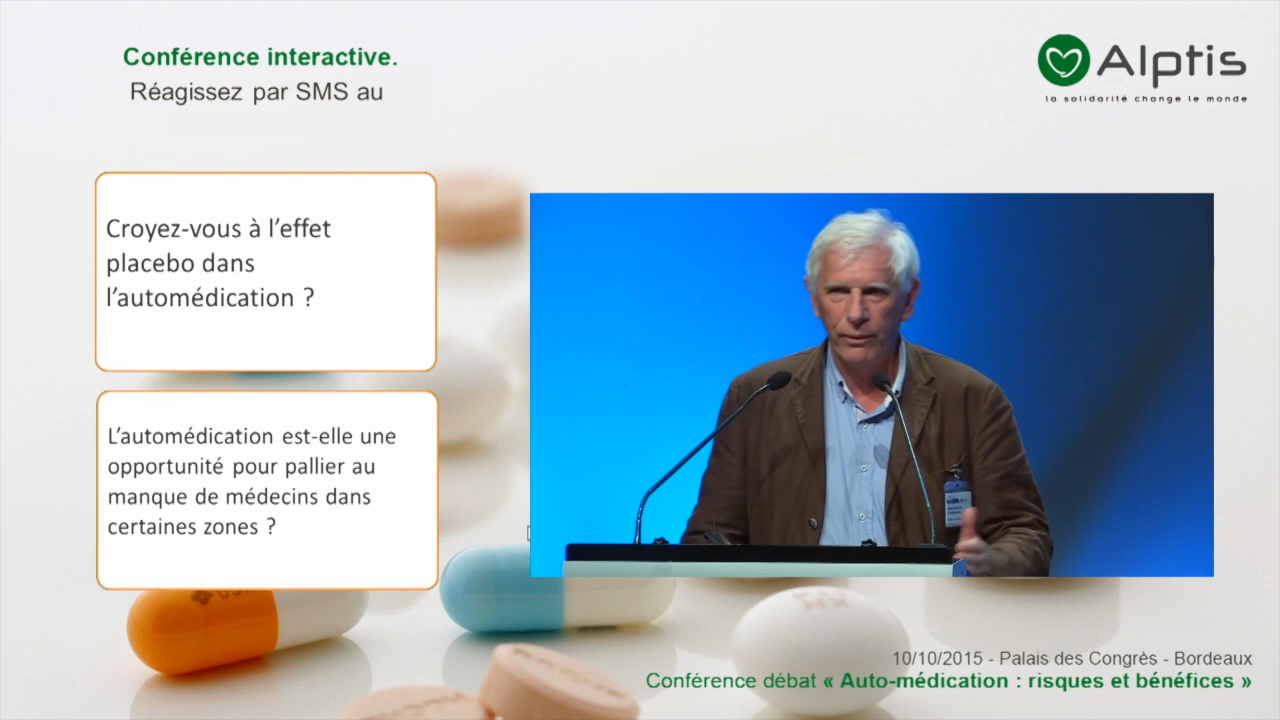 Conférence interactive.
Réagissez par SMS au
Alptis
la solidarité change le monde
Croyez-vous à l’effet
placebo dans
l’automédication ?
L’automédication est-elle une
opportunité pour pallier au
manque de médecins dans
certaines zones ?
10/10/2015 - Palais des Congrès - Bordeaux
Conférence débat « Auto-médication : risques et bénéfices »